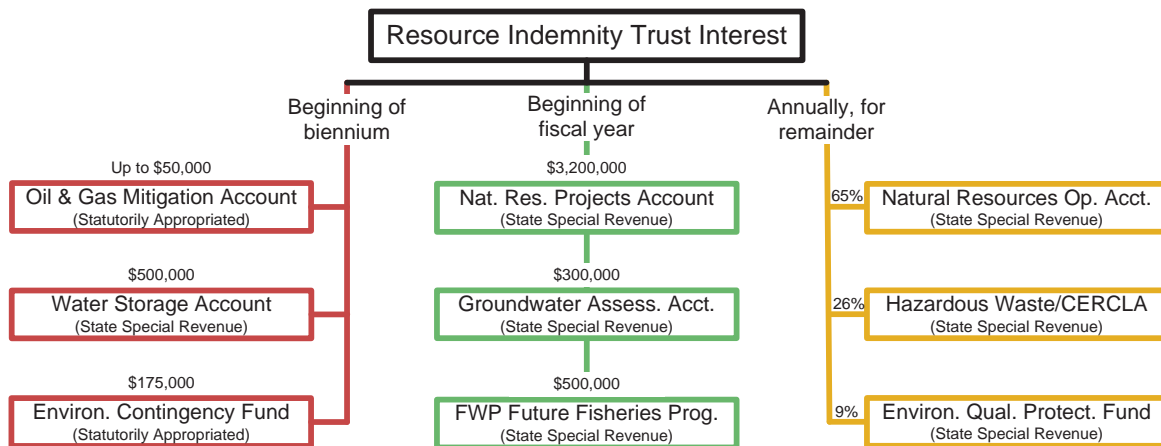 Resource Indemnity Trust Interest
Beginning of
biennium
Up to $50,000
Oil & Gas Mitigation Account
(Statutorily Appropriated)
$500,000
Water Storage Account
(State Special Revenue)
$175,000
Environ. Contingency Fund
(Statutorily Appropriated)
Beginning of
fiscal year
$3,200,000
Nat. Res. Projects Account
(State Special Revenue)
$300,000
Groundwater Assess. Acct.
(State Special Revenue)
$500,000
FWP Future Fisheries Prog.
(State Special Revenue)
Annually, for
remainder
65%
Natural Resources Op. Acct.
(State Special Revenue)
26%
Hazardous Waste/CERCLA
(State Special Revenue)
9%
Environ. Qual. Protect. Fund
(State Special Revenue)